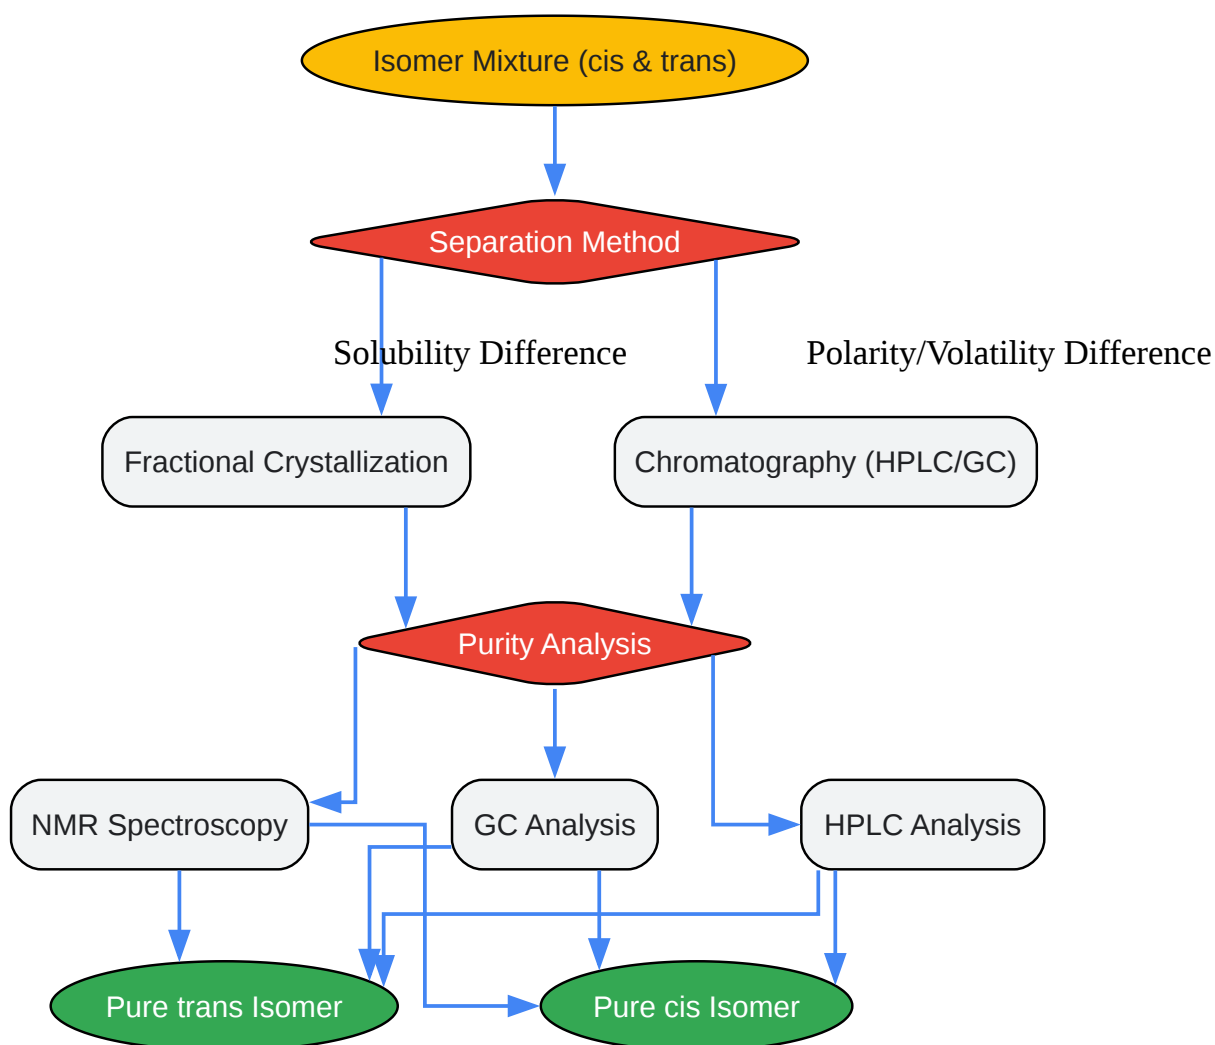 Isomer Mixture (cis & trans)
Separation Method
Solubility Difference
Polarity/Volatility Difference
Fractional Crystallization
Chromatography (HPLC/GC)
Purity Analysis
NMR Spectroscopy
GC Analysis
HPLC Analysis
Pure trans Isomer
Pure cis Isomer